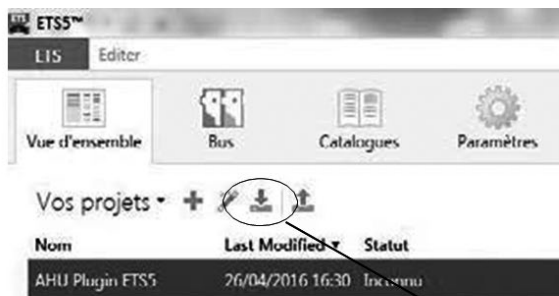 ETS5™
ETS Editer
Vue d'ensemble Bus Catalogues Paramètres
Vos projets
Nom Last Modified Statut
AHU Plugin ETS5 26/04/2016 16:30 Inconnu